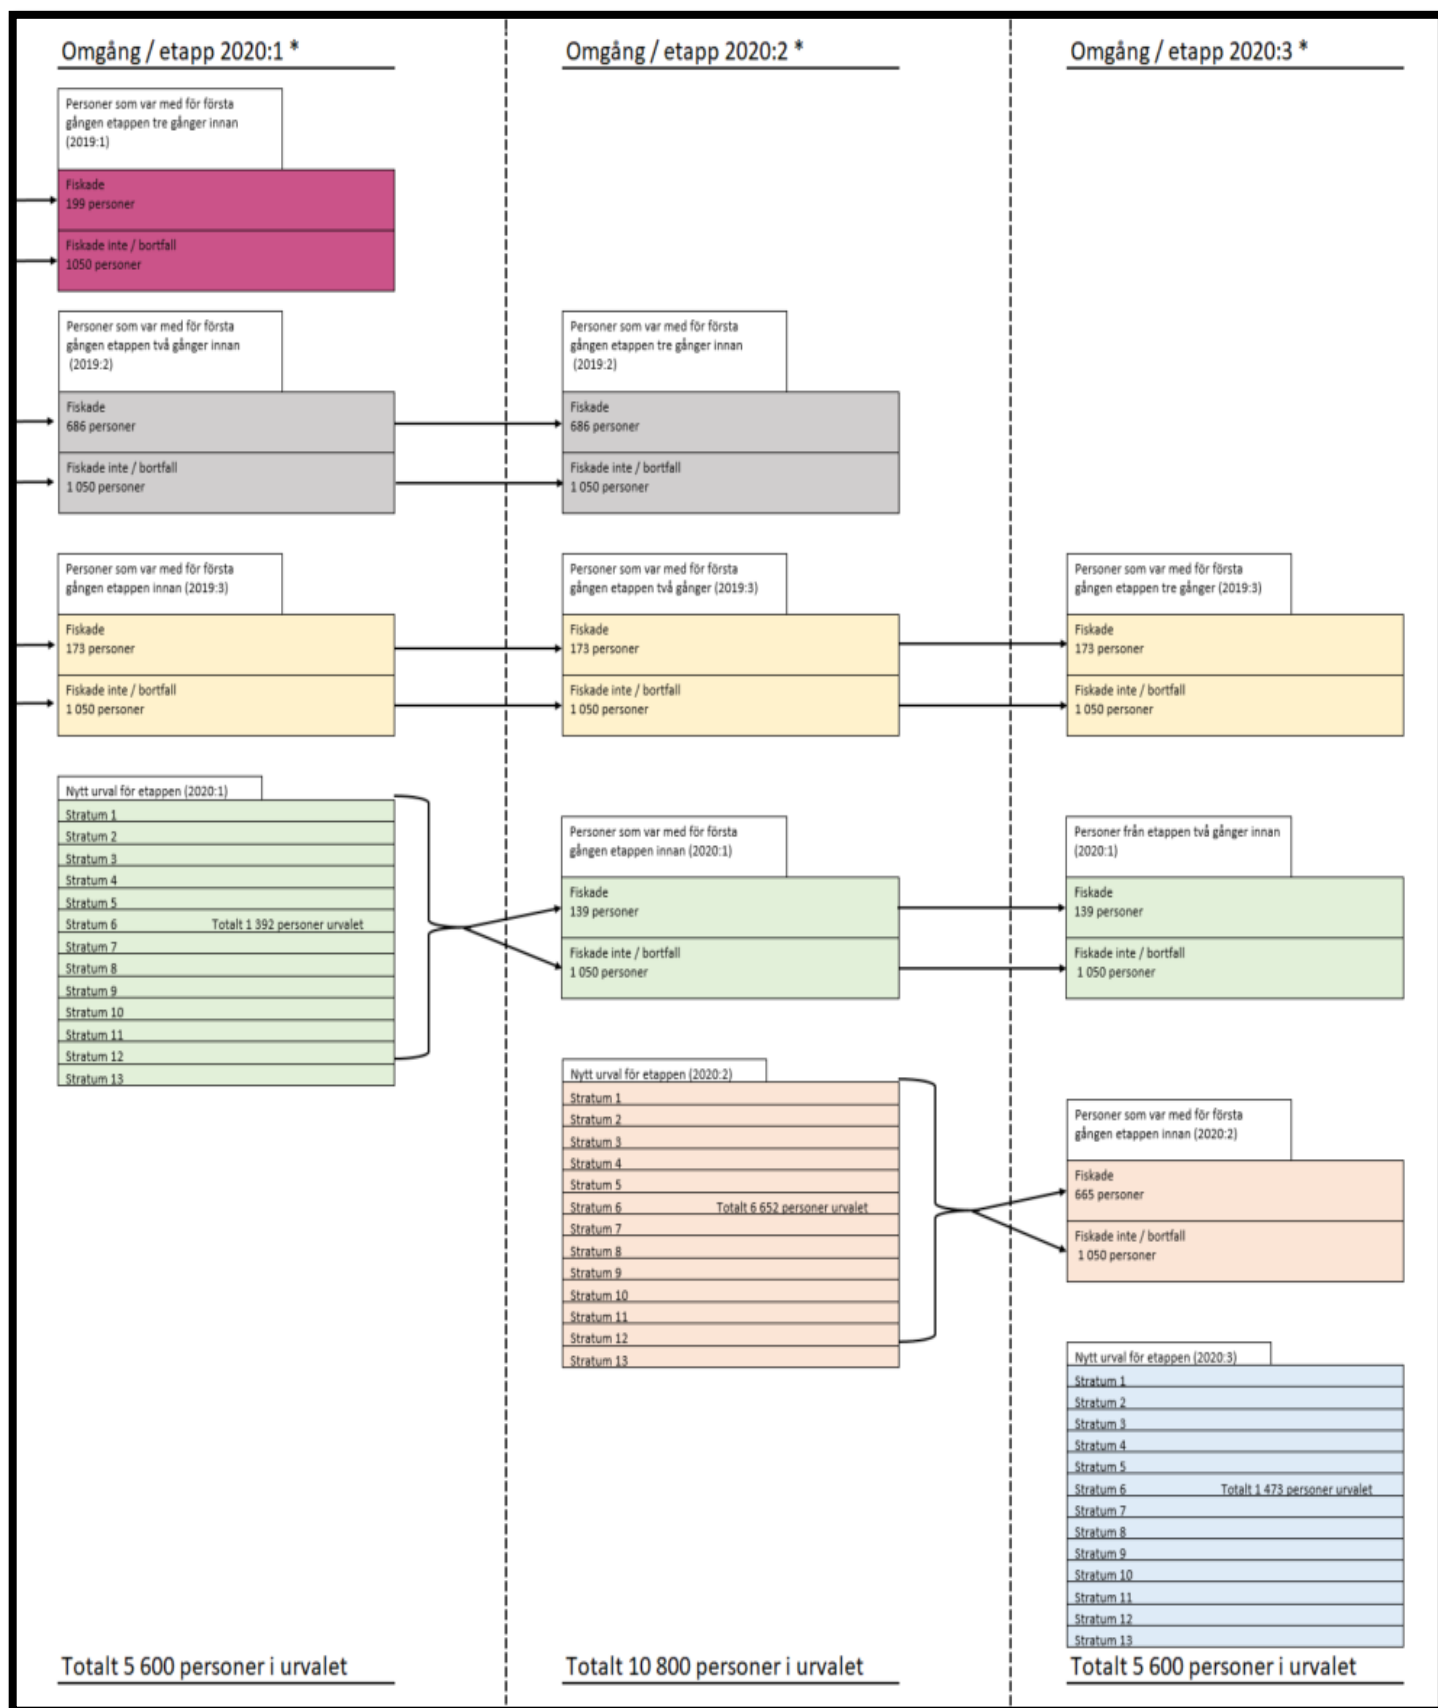 Omgång / etapp 2020:1 *
Personer som var med för första
gången etappen tre gånger innan
(2019:1)
Fiskade
199 personer
Fiskade inte / bortfall
1050 personer
Personer som var med för första
gången etappen två gånger innan
(2019:2)
Fiskade
686 personer
Fiskade inte / bortfall
1 050 personer
Personer som var med för första
gången etappen innan (2019:3)
Fiskade
173 personer
Fiskade inte / bortfall
1 050 personer
Nytt urval för etappen (2020:1)
Stratum 1
Stratum 2
Stratum 3
Stratum 4
Stratum 5
Stratum 6 Totalt 1 392 personer urvalet
Stratum 7
Stratum 8
Stratum 9
Stratum 10
Stratum 11
Stratum 12
Stratum 13
Totalt 5 600 personer i urvalet
Omgång / etapp 2020:2 *
Personer som var med för första
gången etappen tre gånger innan
(2019:2)
Fiskade
686 personer
Fiskade inte / bortfall
1 050 personer
Personer som var med för första
gången etappen två gånger (2019:3)
Fiskade
173 personer
Fiskade inte / bortfall
1 050 personer
Personer som var med för första
gången etappen innan (2020:1)
Fiskade
139 personer
Fiskade inte / bortfall
1 050 personer
Nytt urval för etappen (2020:2)
Stratum 1
Stratum 2
Stratum 3
Stratum 4
Stratum 5
Stratum 6 Totalt 6 652 personer urvalet
Stratum 7
Stratum 8
Stratum 9
Stratum 10
Stratum 11
Stratum 12
Stratum 13
Totalt 10 800 personer i urvalet
Omgång / etapp 2020:3 *
Personer som var med för första
gången etappen tre gånger (2019:3)
Fiskade
173 personer
Fiskade inte / bortfall
1 050 personer
Personer från etappen två gånger innan
(2020:1)
Fiskade
139 personer
Fiskade inte / bortfall
1 050 personer
Personer som var med för första
gången etappen innan (2020:2)
Fiskade
665 personer
Fiskade inte / bortfall
1 050 personer
Nytt urval för etappen (2020:3)
Stratum 1
Stratum 2
Stratum 3
Stratum 4
Stratum 5
Stratum 6 Totalt 1 473 personer urvalet
Stratum 7
Stratum 8
Stratum 9
Stratum 10
Stratum 11
Stratum 12
Stratum 13
Totalt 5 600 personer i urvalet